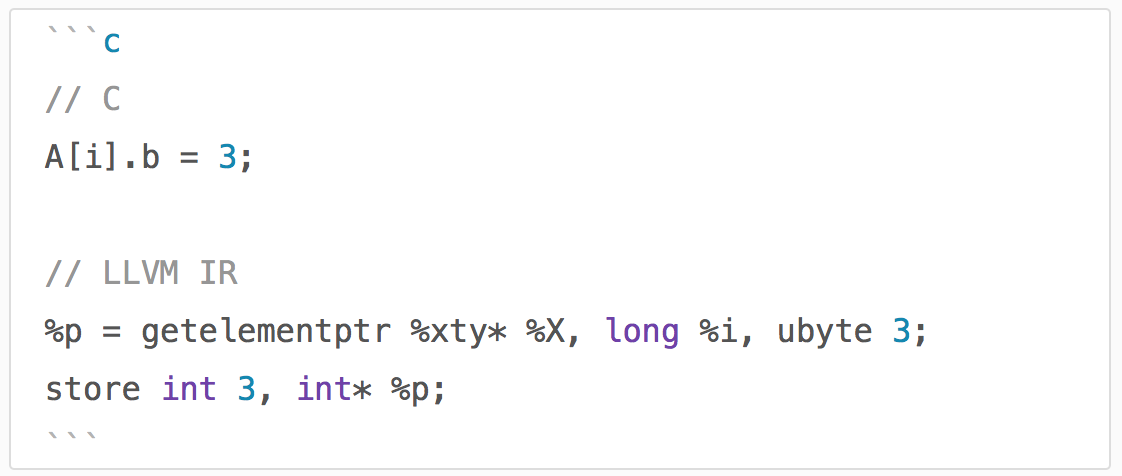 ```c
// C
A[i].b = 3;
// LLVM IR
%p = getelementptr %xty* %X, long %i, ubyte 3;
store int 3, int* %p;
```